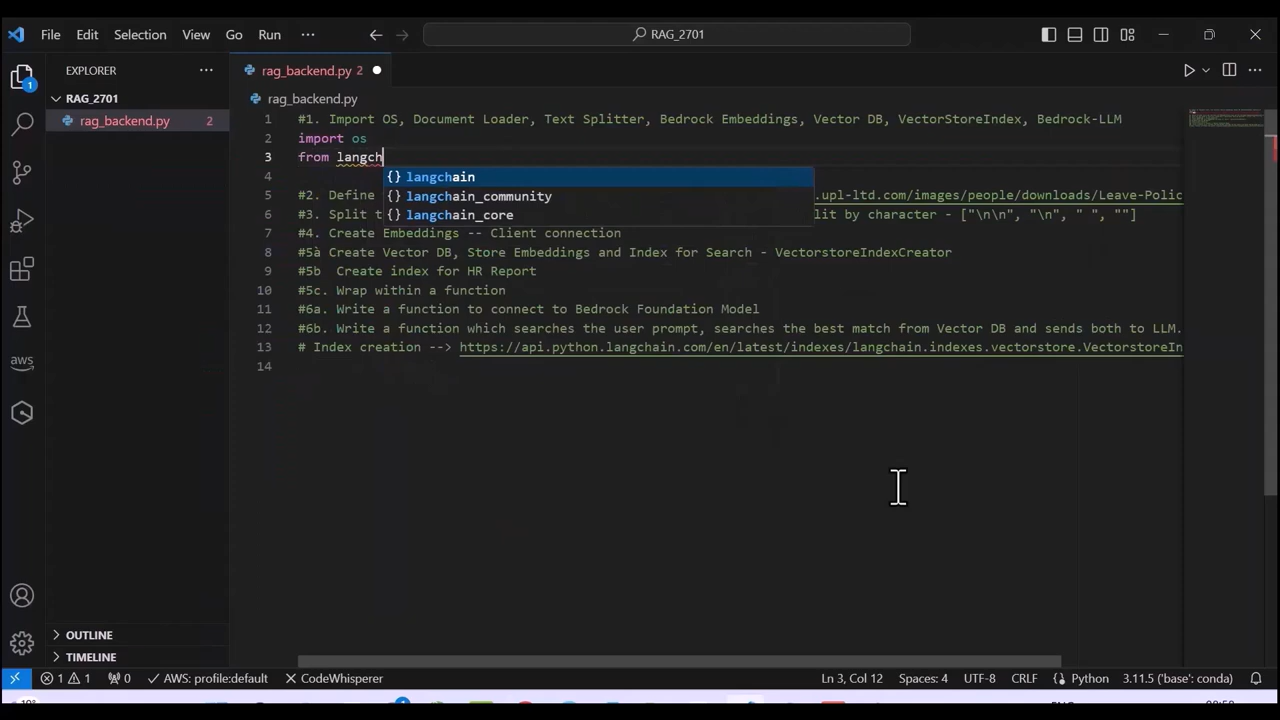 File Edit Selection View Go Run ··· RAG_2701
EXPLORER ···
rag_backend.py 2
RAG_2701
rag_backend.py 2
1
rag_backend.py
1 #1. Import OS, Document Loader, Text Splitter, Bedrock Embeddings, Vector DB, VectorStoreIndex, Bedrock-LLM
2 import os
3 from langch
{} langchain
{} langchain_community
{} langchain_core
4
5 #2. Define .upl-ltd.com/images/people/downloads/Leave-Polic
6 #3. Split t lit by character - ["\n\n", "\n", " ", ""]
7 #4. Create Embeddings -- Client connection
8 #5à Create Vector DB, Store Embeddings and Index for Search - VectorstoreIndexCreator
9 #5b  Create index for HR Report
10 #5c. Wrap within a function
11 #6a. Write a function to connect to Bedrock Foundation Model
12 #6b. Write a function which searches the user prompt, searches the best match from Vector DB and sends both to LLM.
13 # Index creation --> https://api.python.langchain.com/en/latest/indexes/langchain.indexes.vectorstore.VectorstoreIn
14
aws
OUTLINE
TIMELINE
1 1 0 AWS: profile:default CodeWhisperer Ln 3, Col 12 Spaces: 4 UTF-8 CRLF Python 3.11.5 ('base': conda)